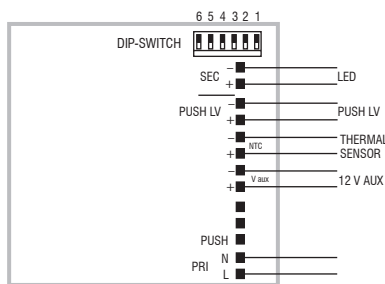 6 5 4 3 2 1
DIP-SWITCH
−
SEC
LED
+
−
PUSH LV
PUSH LV
+
−
THERMAL
NTC
+
SENSOR
−
V aux
12 V AUX
+
PUSH
N
PRI
L